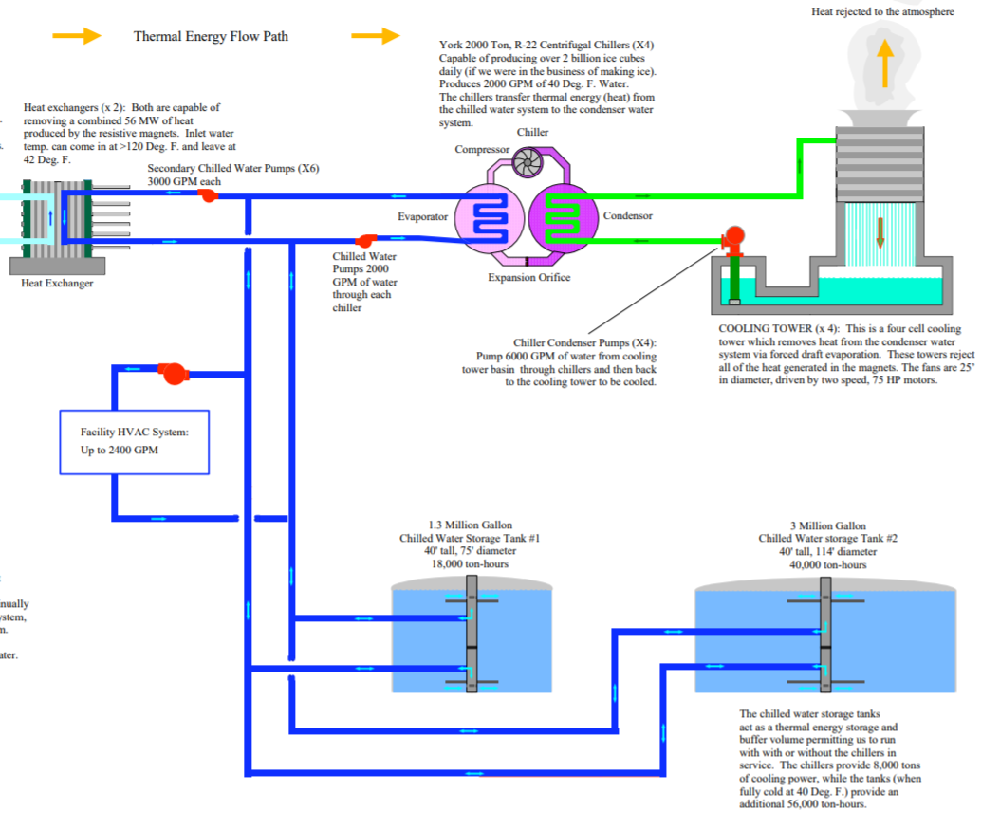 Heat rejected to the atmosphere
Thermal Energy Flow Path
York 2000 Ton, R-22 Centrifugal Chillers (X4)
Capable of producing over 2 billion ice cubes
daily (if we were in the business of making ice).
Produces 2000 GPM of 40 Deg. F. Water.
The chillers transfer thermal energy (heat) from
the chilled water system to the condenser water
system.
Heat exchangers (x 2): Both are capable of
removing a combined 56 MW of heat
produced by the resistive magnets. Inlet water
temp. can come in at >120 Deg. F. and leave at
42 Deg. F.
s.
Chiller
Compressor
Secondary Chilled Water Pumps (X6)
3000 GPM each
Evaporator
Condensor
Expansion Orifice
Heat Exchanger
Chilled Water
Pumps 2000
GPM of water
through each
chiller
Chiller Condenser Pumps (X4):
Pump 6000 GPM of water from cooling
tower basin through chillers and then back
to the cooling tower to be cooled.
COOLING TOWER (x 4): This is a four cell cooling
tower which removes heat from the condenser water
system via forced draft evaporation. These towers reject
all of the heat generated in the magnets. The fans are 25'
in diameter, driven by two speed, 75 HP motors.
Facility HVAC System:
Up to 2400 GPM
1.3 Million Gallon
Chilled Water Storage Tank #1
40' tall, 75' diameter
18,000 ton-hours
3 Million Gallon
Chilled Water storage Tank #2
40' tall, 114' diameter
40,000 ton-hours
nually
ystem,
m.
ater.
The chilled water storage tanks
act as a thermal energy storage and
buffer volume permitting us to run
with with or without the chillers in
service. The chillers provide 8,000 tons
of cooling power, while the tanks (when
fully cold at 40 Deg. F.) provide an
additional 56,000 ton-hours.